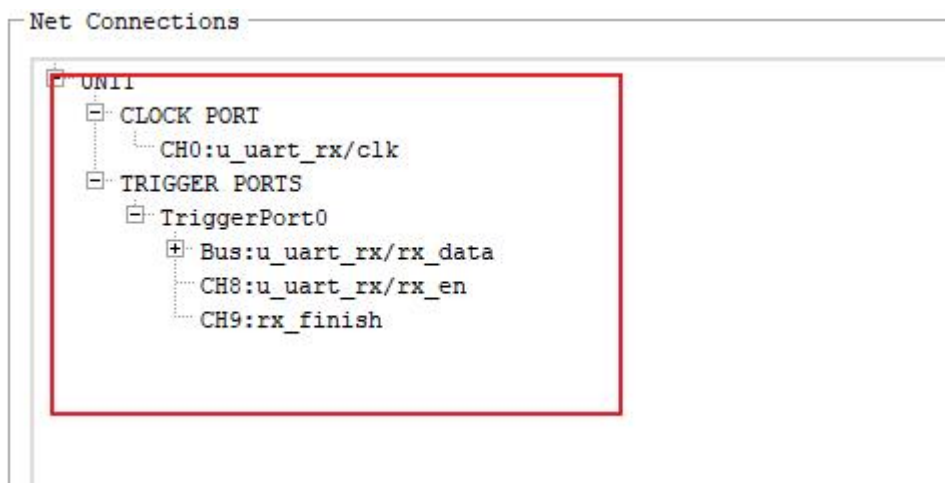 Net Connections
UNIT
CLOCK PORT
CH0:u_uart_rx/clk
TRIGGER PORTS
TriggerPort0
Bus:u_uart_rx/rx_data
CH8:u_uart_rx/rx_en
CH9:rx_finish